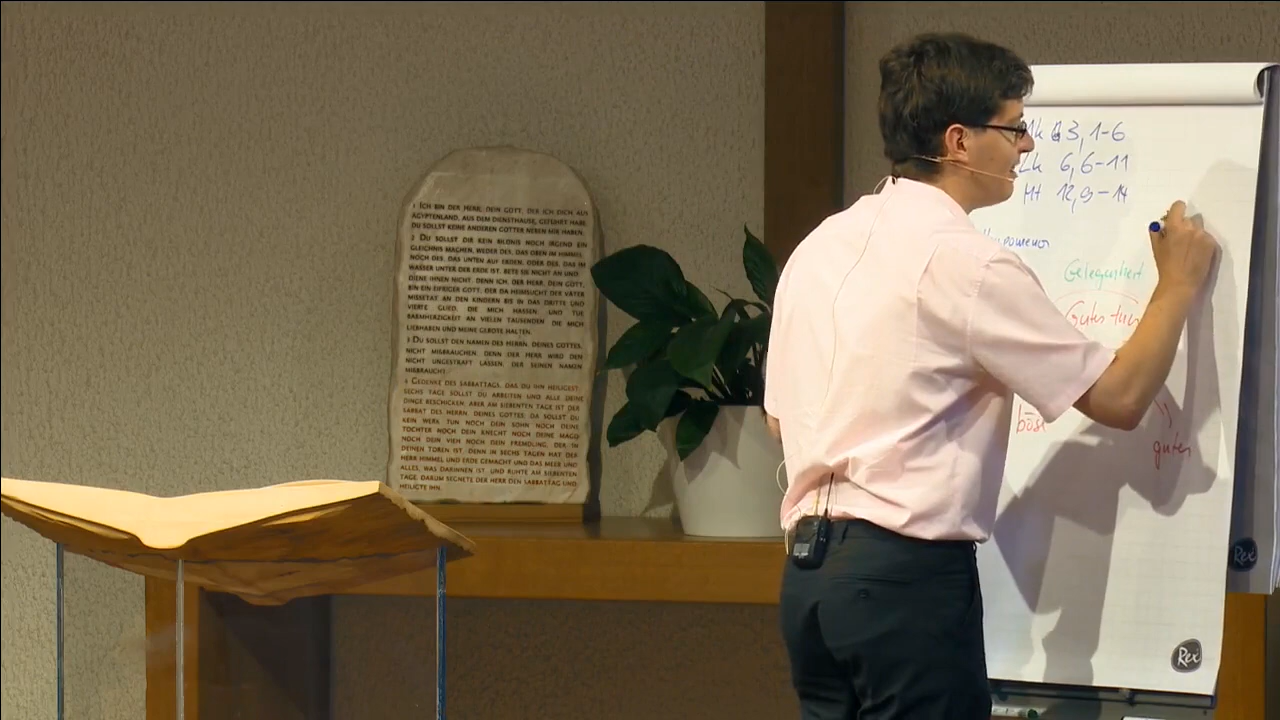 1 ICH BIN DER HERR, DEIN GOTT, DER ICH DICH AUS
ÄGYPTENLAND, AUS DEM DIENSTHAUSE, GEFÜHRT HABE.
DU SOLLST KEINE ANDEREN GÖTTER NEBEN MIR HABEN.
2 DU SOLLST DIR KEIN BILDNIS NOCH IRGEND EIN
GLEICHNIS MACHEN, WEDER DES, DAS OBEN IM HIMMEL,
NOCH DES, DAS UNTEN AUF ERDEN, ODER DES, DAS IM
WASSER UNTER DER ERDE IST. BETE SIE NICHT AN UND
DIENE IHNEN NICHT. DENN ICH, DER HERR, DEIN GOTT,
BIN EIN EIFRIGER GOTT, DER DA HEIMSUCHT DER VÄTER
MISSETAT AN DEN KINDERN BIS IN DAS DRITTE UND
VIERTE GLIED, DIE MICH HASSEN UND TUE
BARMHERZIGKEIT AN VIELEN TAUSENDEN DIE MICH
LIEBHABEN UND MEINE GEBOTE HALTEN.
3 DU SOLLST DEN NAMEN DES HERRN, DEINES GOTTES,
NICHT MISBRAUCHEN. DENN DER HERR WIRD DEN
NICHT UNGESTRAFT LASSEN, DER SEINEN NAMEN
MISBRAUCHT.
4 GEDENKE DES SABBATTAGS, DAS DU IHN HEILIGEST.
SECHS TAGE SOLLST DU ARBEITEN UND ALLE DEINE
DINGE BESCHICKEN, ABER AM SIEBENTEN TAGE IST DER
SABBAT DES HERRN, DEINES GOTTES, DA SOLLST DU
KEIN WERK TUN NOCH DEIN SOHN NOCH DEINE
TOCHTER NOCH DEIN KNECHT NOCH DEINE MAGD
NOCH DEIN VIEH NOCH DEIN FREMDLING, DER IN
DEINEN TOREN IST. DENN IN SECHS TAGEN HAT DER
HERR HIMMEL UND ERDE GEMACHT UND DAS MEER UND
ALLES, WAS DARINNEN IST, UND RUHTE AM SIEBENTEN
TAGE. DARUM SEGNETE DER HERR DEN SABBATTAG UND
HEILIGTE IHN.
3, 1-6
Lk 6, 6-11
Mt 12, 9-14
Gutes tun
guten
Rex
Rex